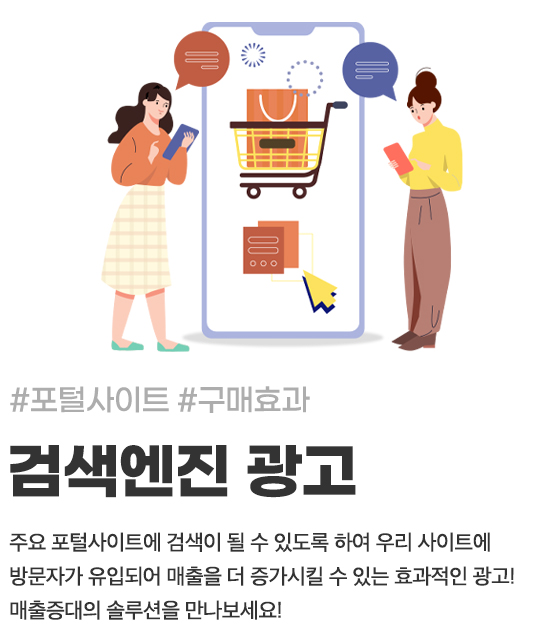 #포털사이트 #구매효과
검색엔진 광고
주요 포털사이트에 검색이 될 수 있도록 하여 우리 사이트에
방문자가 유입되어 매출을 더 증가시킬 수 있는 효과적인 광고!
매출증대의 솔루션을 만나보세요!